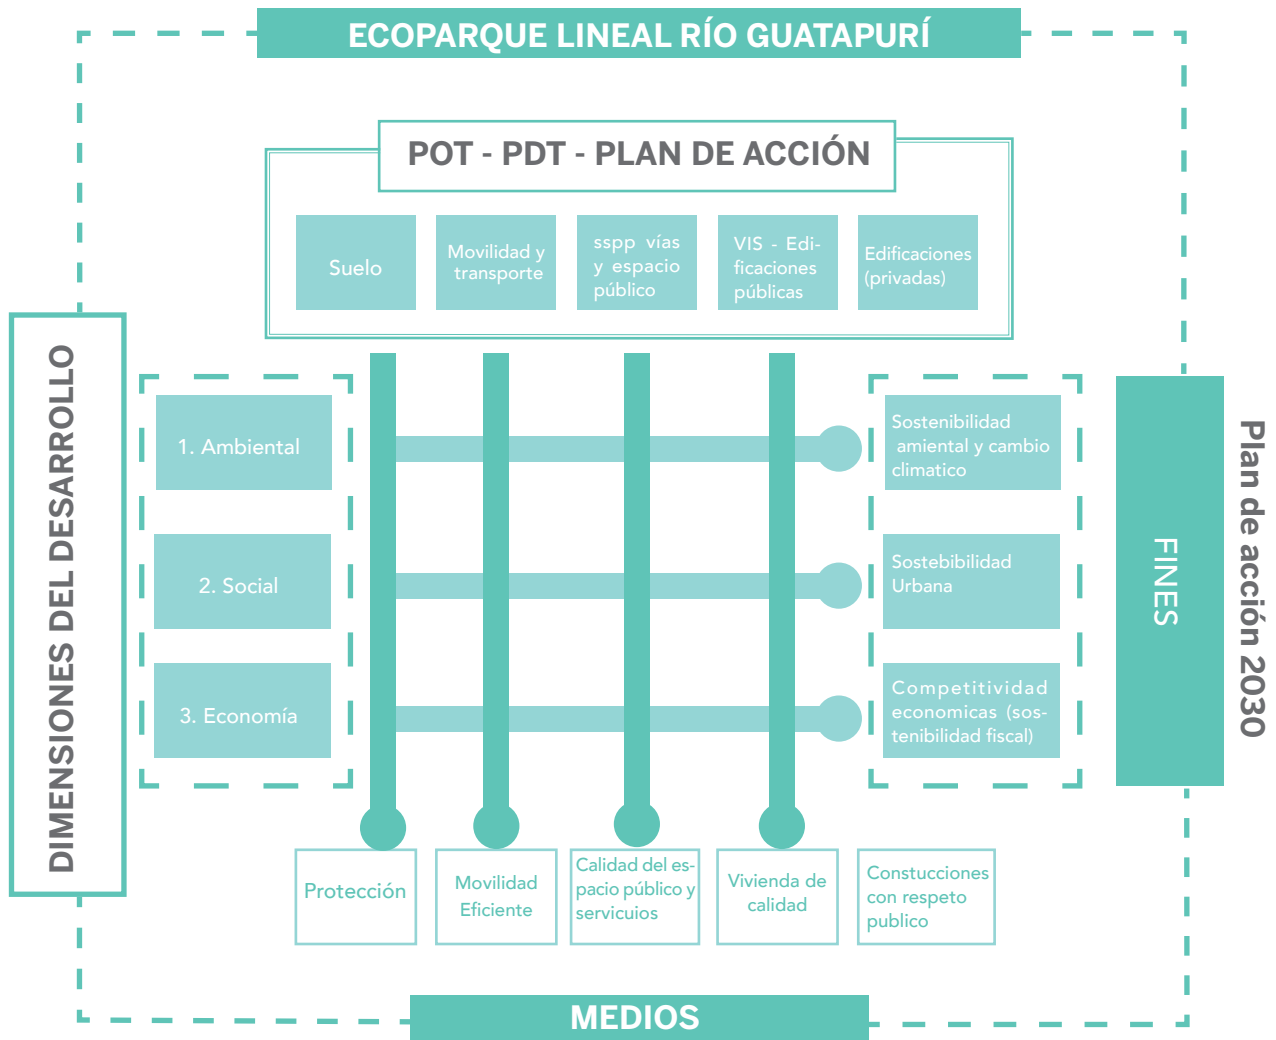 ECOPARQUE LINEAL RÍO GUATAPURÍ
POT - PDT - PLAN DE ACCIÓN
Suelo
Movilidad y
transporte
sspp vías
y espacio
público
VIS - Edi-
ficaciones
públicas
Edificaciones
(privadas)
DIMENSIONES DEL DESARROLLO
1. Ambiental
2. Social
3. Economía
Sostenibilidad
amiental y cambio
climatico
Sostebibilidad
Urbana
Competitividad
economicas (sos-
tenibilidad fiscal)
FINES
Plan de acción 2030
Protección
Movilidad
Eficiente
Calidad del es-
pacio público y
servicuios
Vivienda de
calidad
Constucciones
con respeto
publico
MEDIOS